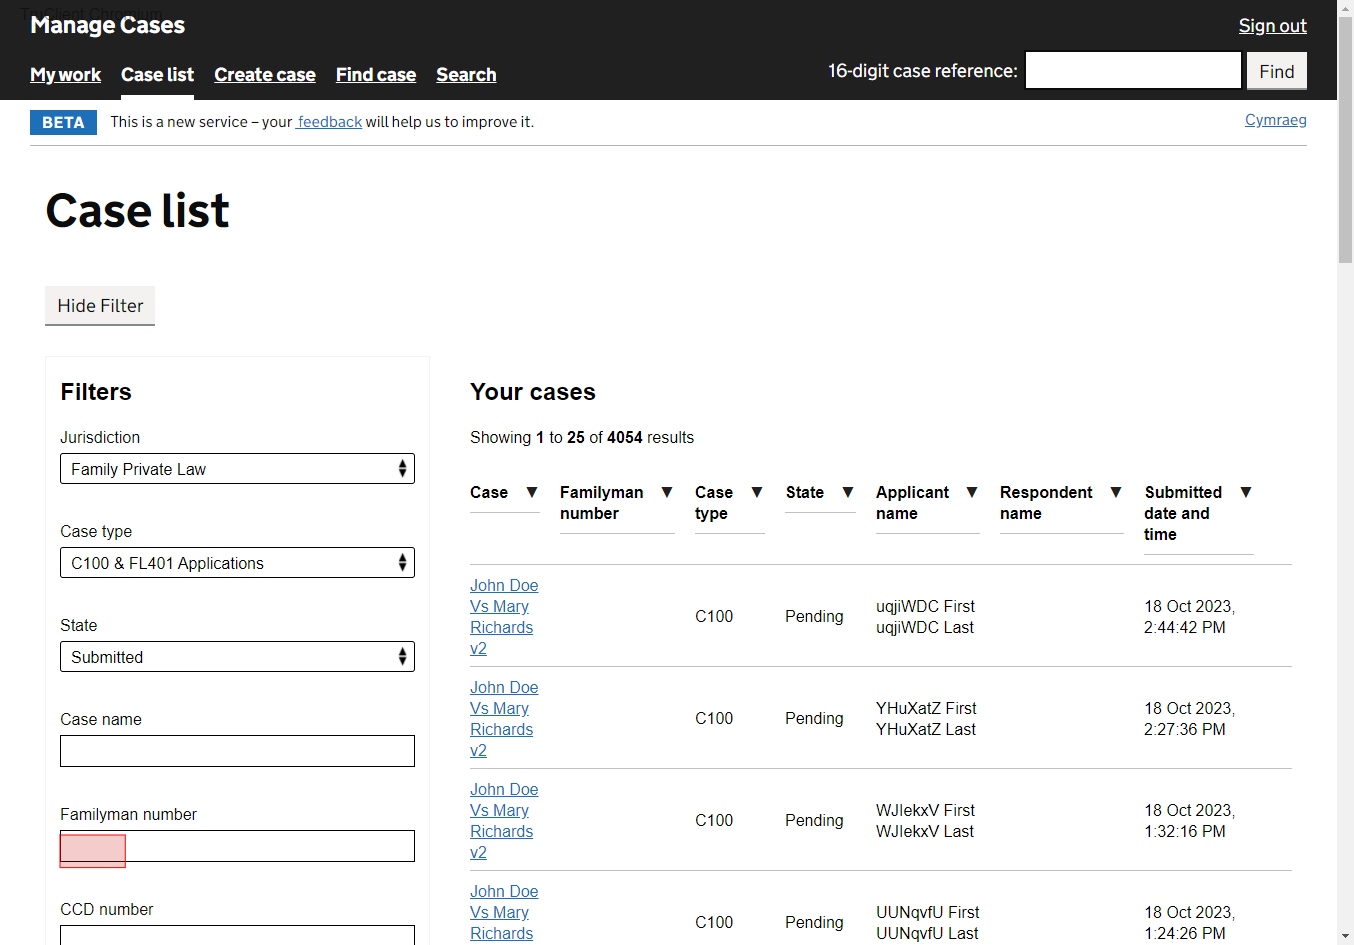 TruClient Chromium
Manage Cases
Sign out
My work Case list Create case Find case Search
16-digit case reference: Find
BETA This is a new service – your feedback will help us to improve it.
Cymraeg
Case list
Hide Filter
Filters
Jurisdiction
Family Private Law
Case type
C100 & FL401 Applications
State
Submitted
Case name
Familyman number
CCD number
Your cases
Showing 1 to 25 of 4054 results
Case ▼ Familyman number ▼ Case type ▼ State ▼ Applicant name ▼ Respondent name ▼ Submitted date and time ▼
John Doe Vs Mary Richards v2 C100 Pending uqjiWDC First uqjiWDC Last 18 Oct 2023, 2:44:42 PM
John Doe Vs Mary Richards v2 C100 Pending YHuXatZ First YHuXatZ Last 18 Oct 2023, 2:27:36 PM
John Doe Vs Mary Richards v2 C100 Pending WJIekxV First WJIekxV Last 18 Oct 2023, 1:32:16 PM
John Doe Vs Mary Richards C100 Pending UUNqvfU First UUNqvfU Last 18 Oct 2023, 1:24:26 PM